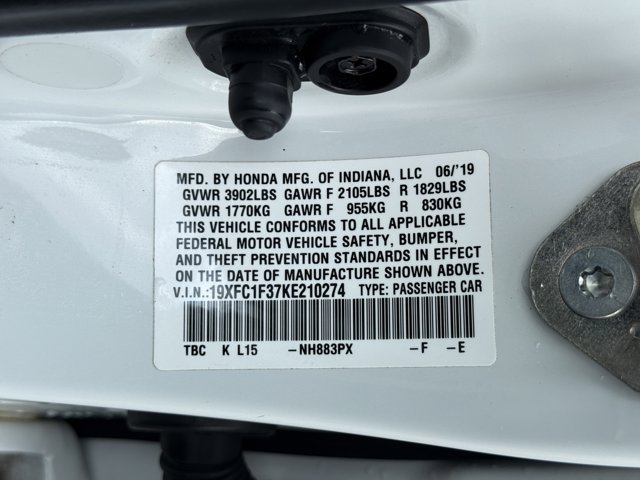 MFD. BY HONDA MFG. OF INDIANA, LLC 06/'19
GVWR 3902LBS GAWR F 2105LBS R 1829LBS
GVWR 1770KG GAWR F 955KG R 830KG
THIS VEHICLE CONFORMS TO ALL APPLICABLE
FEDERAL MOTOR VEHICLE SAFETY, BUMPER,
AND THEFT PREVENTION STANDARDS IN EFFECT
ON THE DATE OF MANUFACTURE SHOWN ABOVE.
V.I.N.:19XFC1F37KE210274 TYPE: PASSENGER CAR
TBC K L15 -NH883PX -F -E